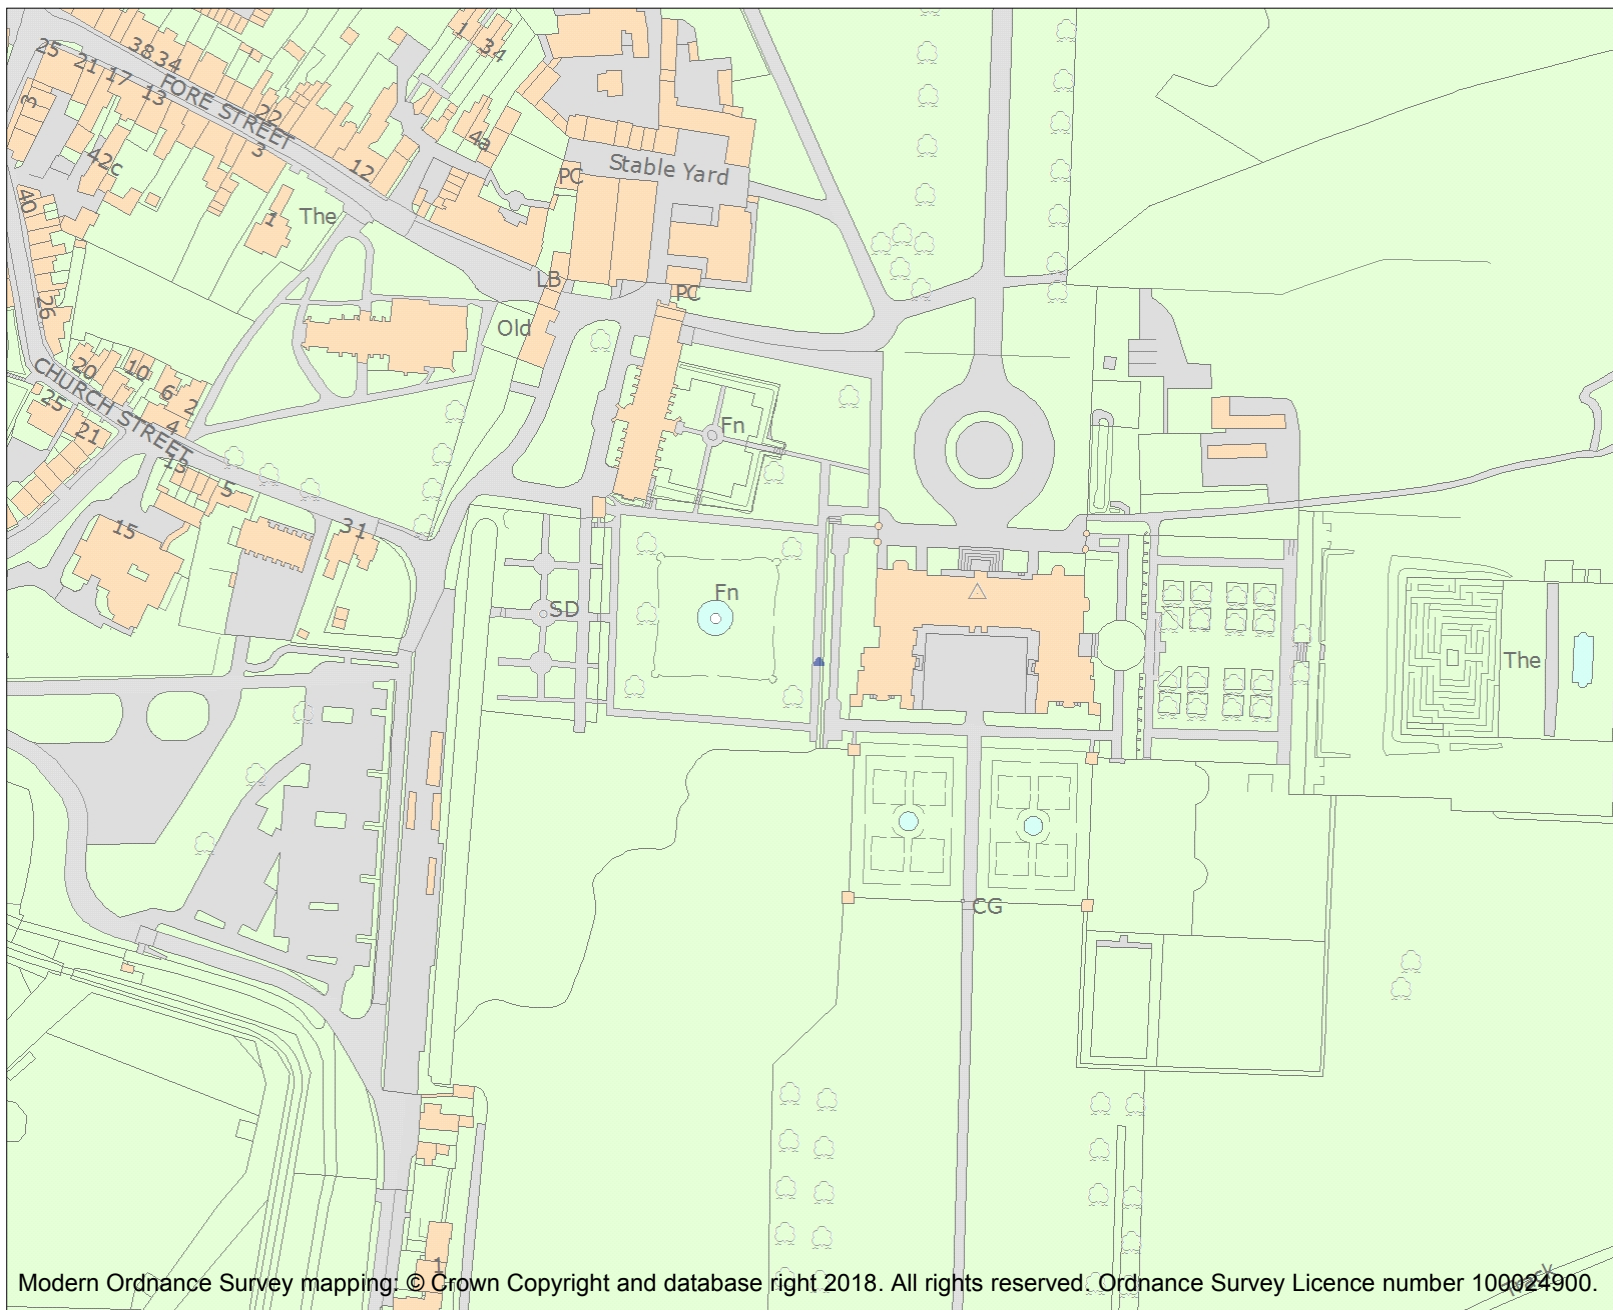 1
34
25
38 34
21
17
13
FORE STREET
22
3
3
12
4a
42c
PC
Stable Yard
40
1
The
LB
PC
26
Old
20
10
6
2
CHURCH STREET
25
4
21
13
5
31
15
Fn
Fn
SD
The
CG
1
Track
Modern Ordnance Survey mapping: © Crown Copyright and database right 2018. All rights reserved. Ordnance Survey Licence number 100024900.